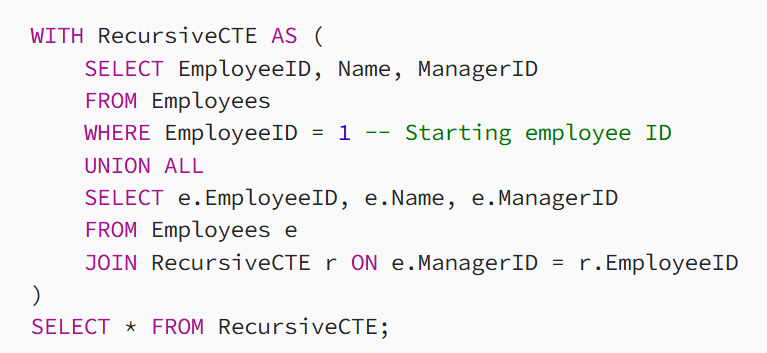 WITH RecursiveCTE AS (
    SELECT EmployeeID, Name, ManagerID
    FROM Employees
    WHERE EmployeeID = 1 -- Starting employee ID
    UNION ALL
    SELECT e.EmployeeID, e.Name, e.ManagerID
    FROM Employees e
    JOIN RecursiveCTE r ON e.ManagerID = r.EmployeeID
)
SELECT * FROM RecursiveCTE;